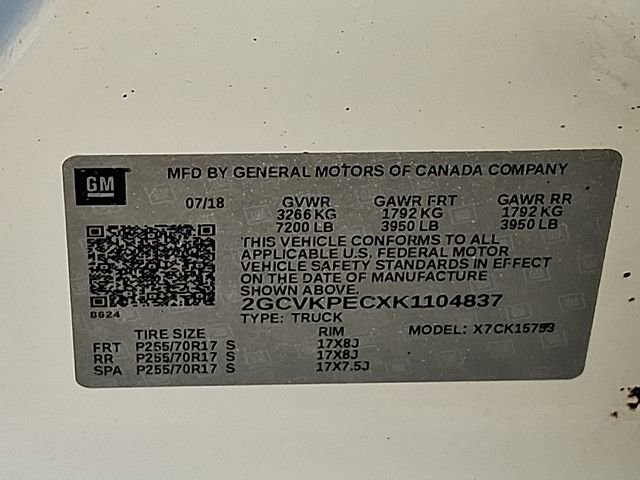 GM
MFD BY GENERAL MOTORS OF CANADA COMPANY
07/18 GVWR GAWR FRT GAWR RR
3266 KG 1792 KG 1792 KG
7200 LB 3950 LB 3950 LB
THIS VEHICLE CONFORMS TO ALL
APPLICABLE U.S. FEDERAL MOTOR
VEHICLE SAFETY STANDARDS IN EFFECT
ON THE DATE OF MANUFACTURE
SHOWN ABOVE.
2GCVKPECXK1104837
TYPE: TRUCK
TIRE SIZE RIM MODEL:
FRT P255/70R17 S 17X8J
RR P255/70R17 S 17X8J
SPA P255/70R17 S 17X7.5J